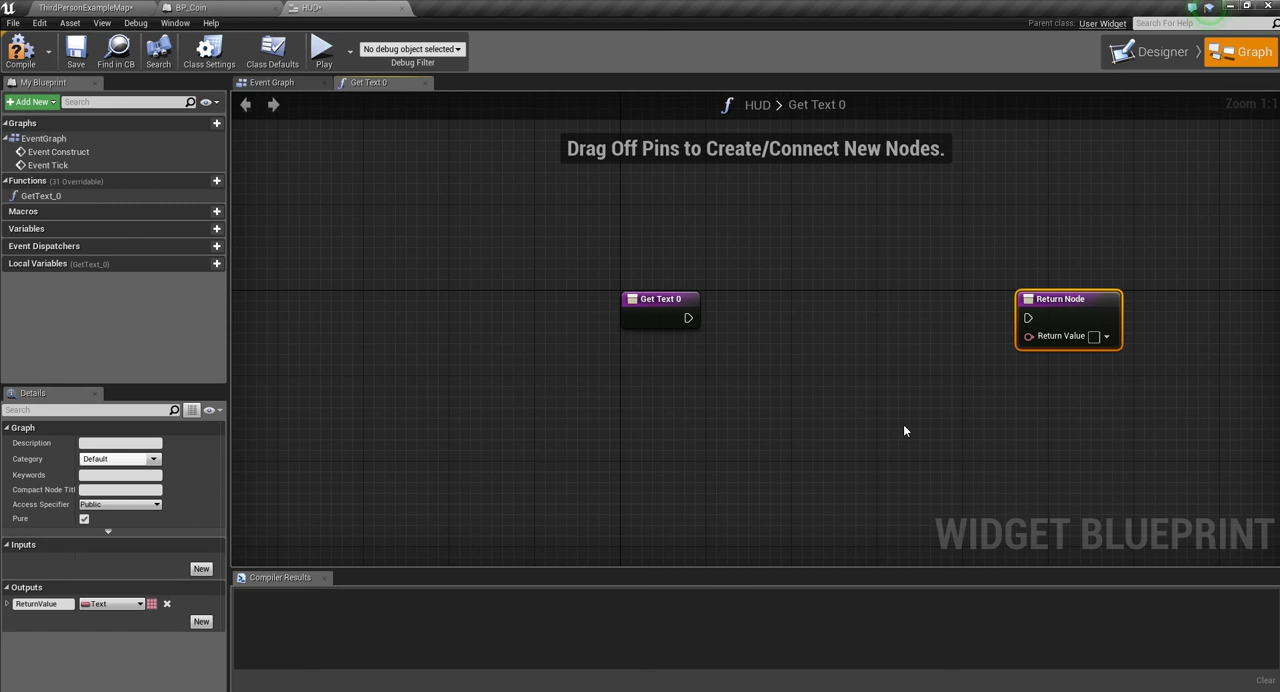 ThirdPersonExampleMap*
BP_Coin
HUD*
File Edit Asset View Debug Window Help
Parent class: User Widget
Search For Help
Compile
Save
Find in CB
Search
Class Settings
Class Defaults
Play
No debug object selected
Debug Filter
Designer
Graph
My Blueprint
Event Graph
Get Text 0
Add New
Search
HUD > Get Text 0
Zoom 1:1
Graphs
EventGraph
Event Construct
Event Tick
Functions (31 Overridable)
GetText_0
Macros
Variables
Event Dispatchers
Local Variables (GetText_0)
Drag Off Pins to Create/Connect New Nodes.
Get Text 0
Return Node
Return Value
WIDGET BLUEPRINT
Details
Search
Graph
Description
Category Default
Keywords
Compact Node Titl
Access Specifier Public
Pure
Inputs
New
Outputs
ReturnValue Text
New
Compiler Results
Clear